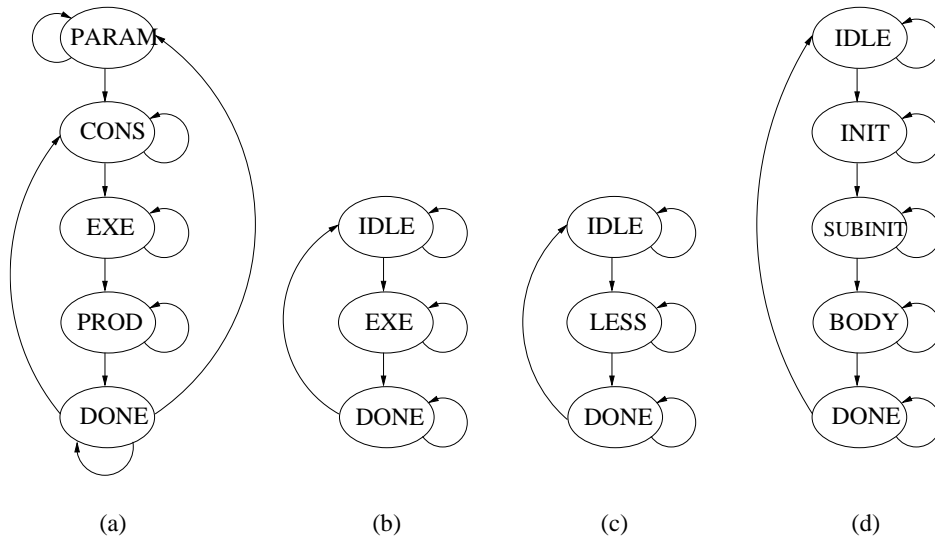 PARAM
CONS
EXE
PROD
DONE
(a)
IDLE
EXE
DONE
(b)
IDLE
LESS
DONE
(c)
IDLE
INIT
SUBINIT
BODY
DONE
(d)